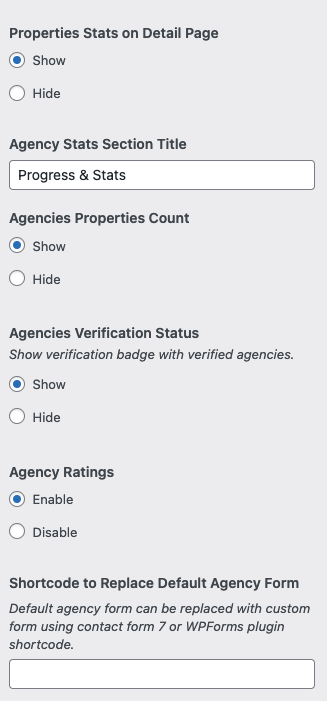 Properties Stats on Detail Page
Show
Hide
Agency Stats Section Title
Progress & Stats
Agencies Properties Count
Show
Hide
Agencies Verification Status
Show verification badge with verified agencies.
Show
Hide
Agency Ratings
Enable
Disable
Shortcode to Replace Default Agency Form
Default agency form can be replaced with custom
form using contact form 7 or WPForms plugin
shortcode.